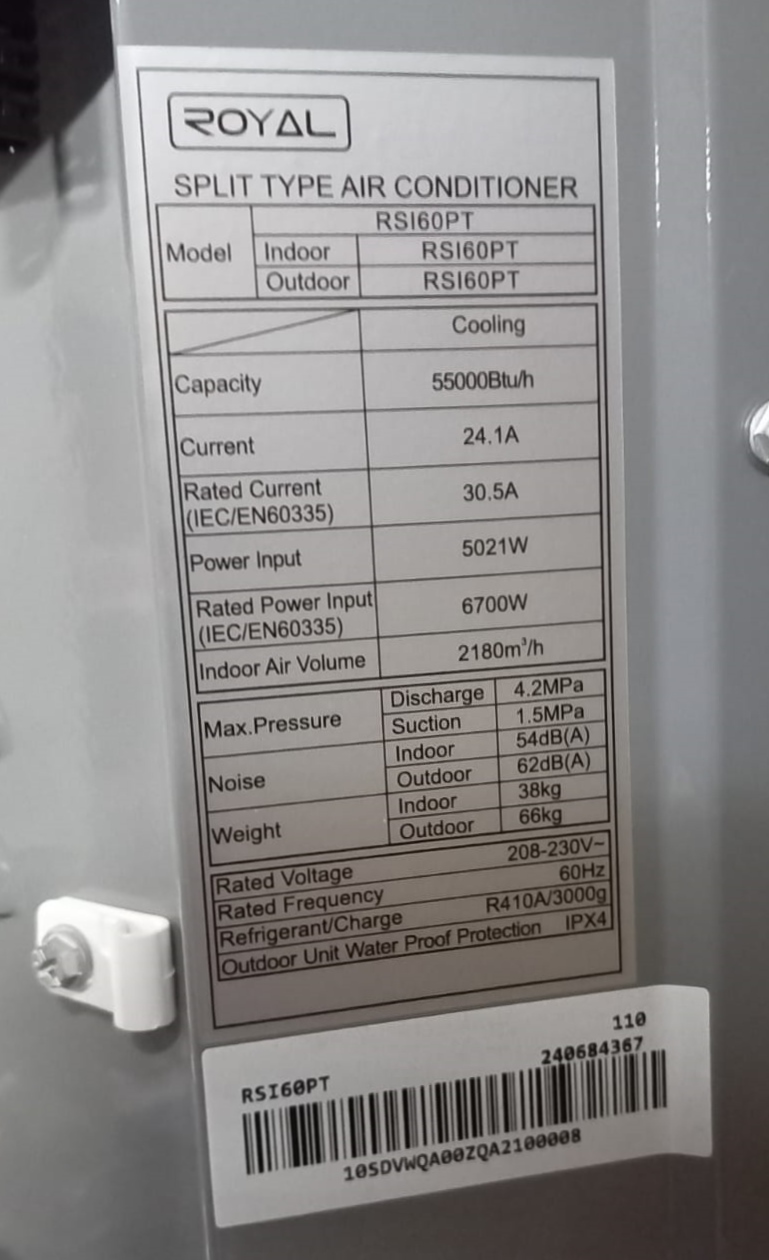 ROYAL
SPLIT TYPE AIR CONDITIONER
Model RSI60PT
Indoor RSI60PT
Outdoor RSI60PT
Cooling
Capacity 55000Btu/h
Current 24.1A
Rated Current (IEC/EN60335) 30.5A
Power Input 5021W
Rated Power Input (IEC/EN60335) 6700W
Indoor Air Volume 2180m³/h
Max.Pressure Discharge 4.2MPa
Suction 1.5MPa
Noise Indoor 54dB(A)
Outdoor 62dB(A)
Weight Indoor 38kg
Outdoor 66kg
Rated Voltage 208-230V~
Rated Frequency 60Hz
Refrigerant/Charge R410A/3000g
Outdoor Unit Water Proof Protection IPX4
110
RSI60PT 240684367
10SDVWQA00ZQA2100008